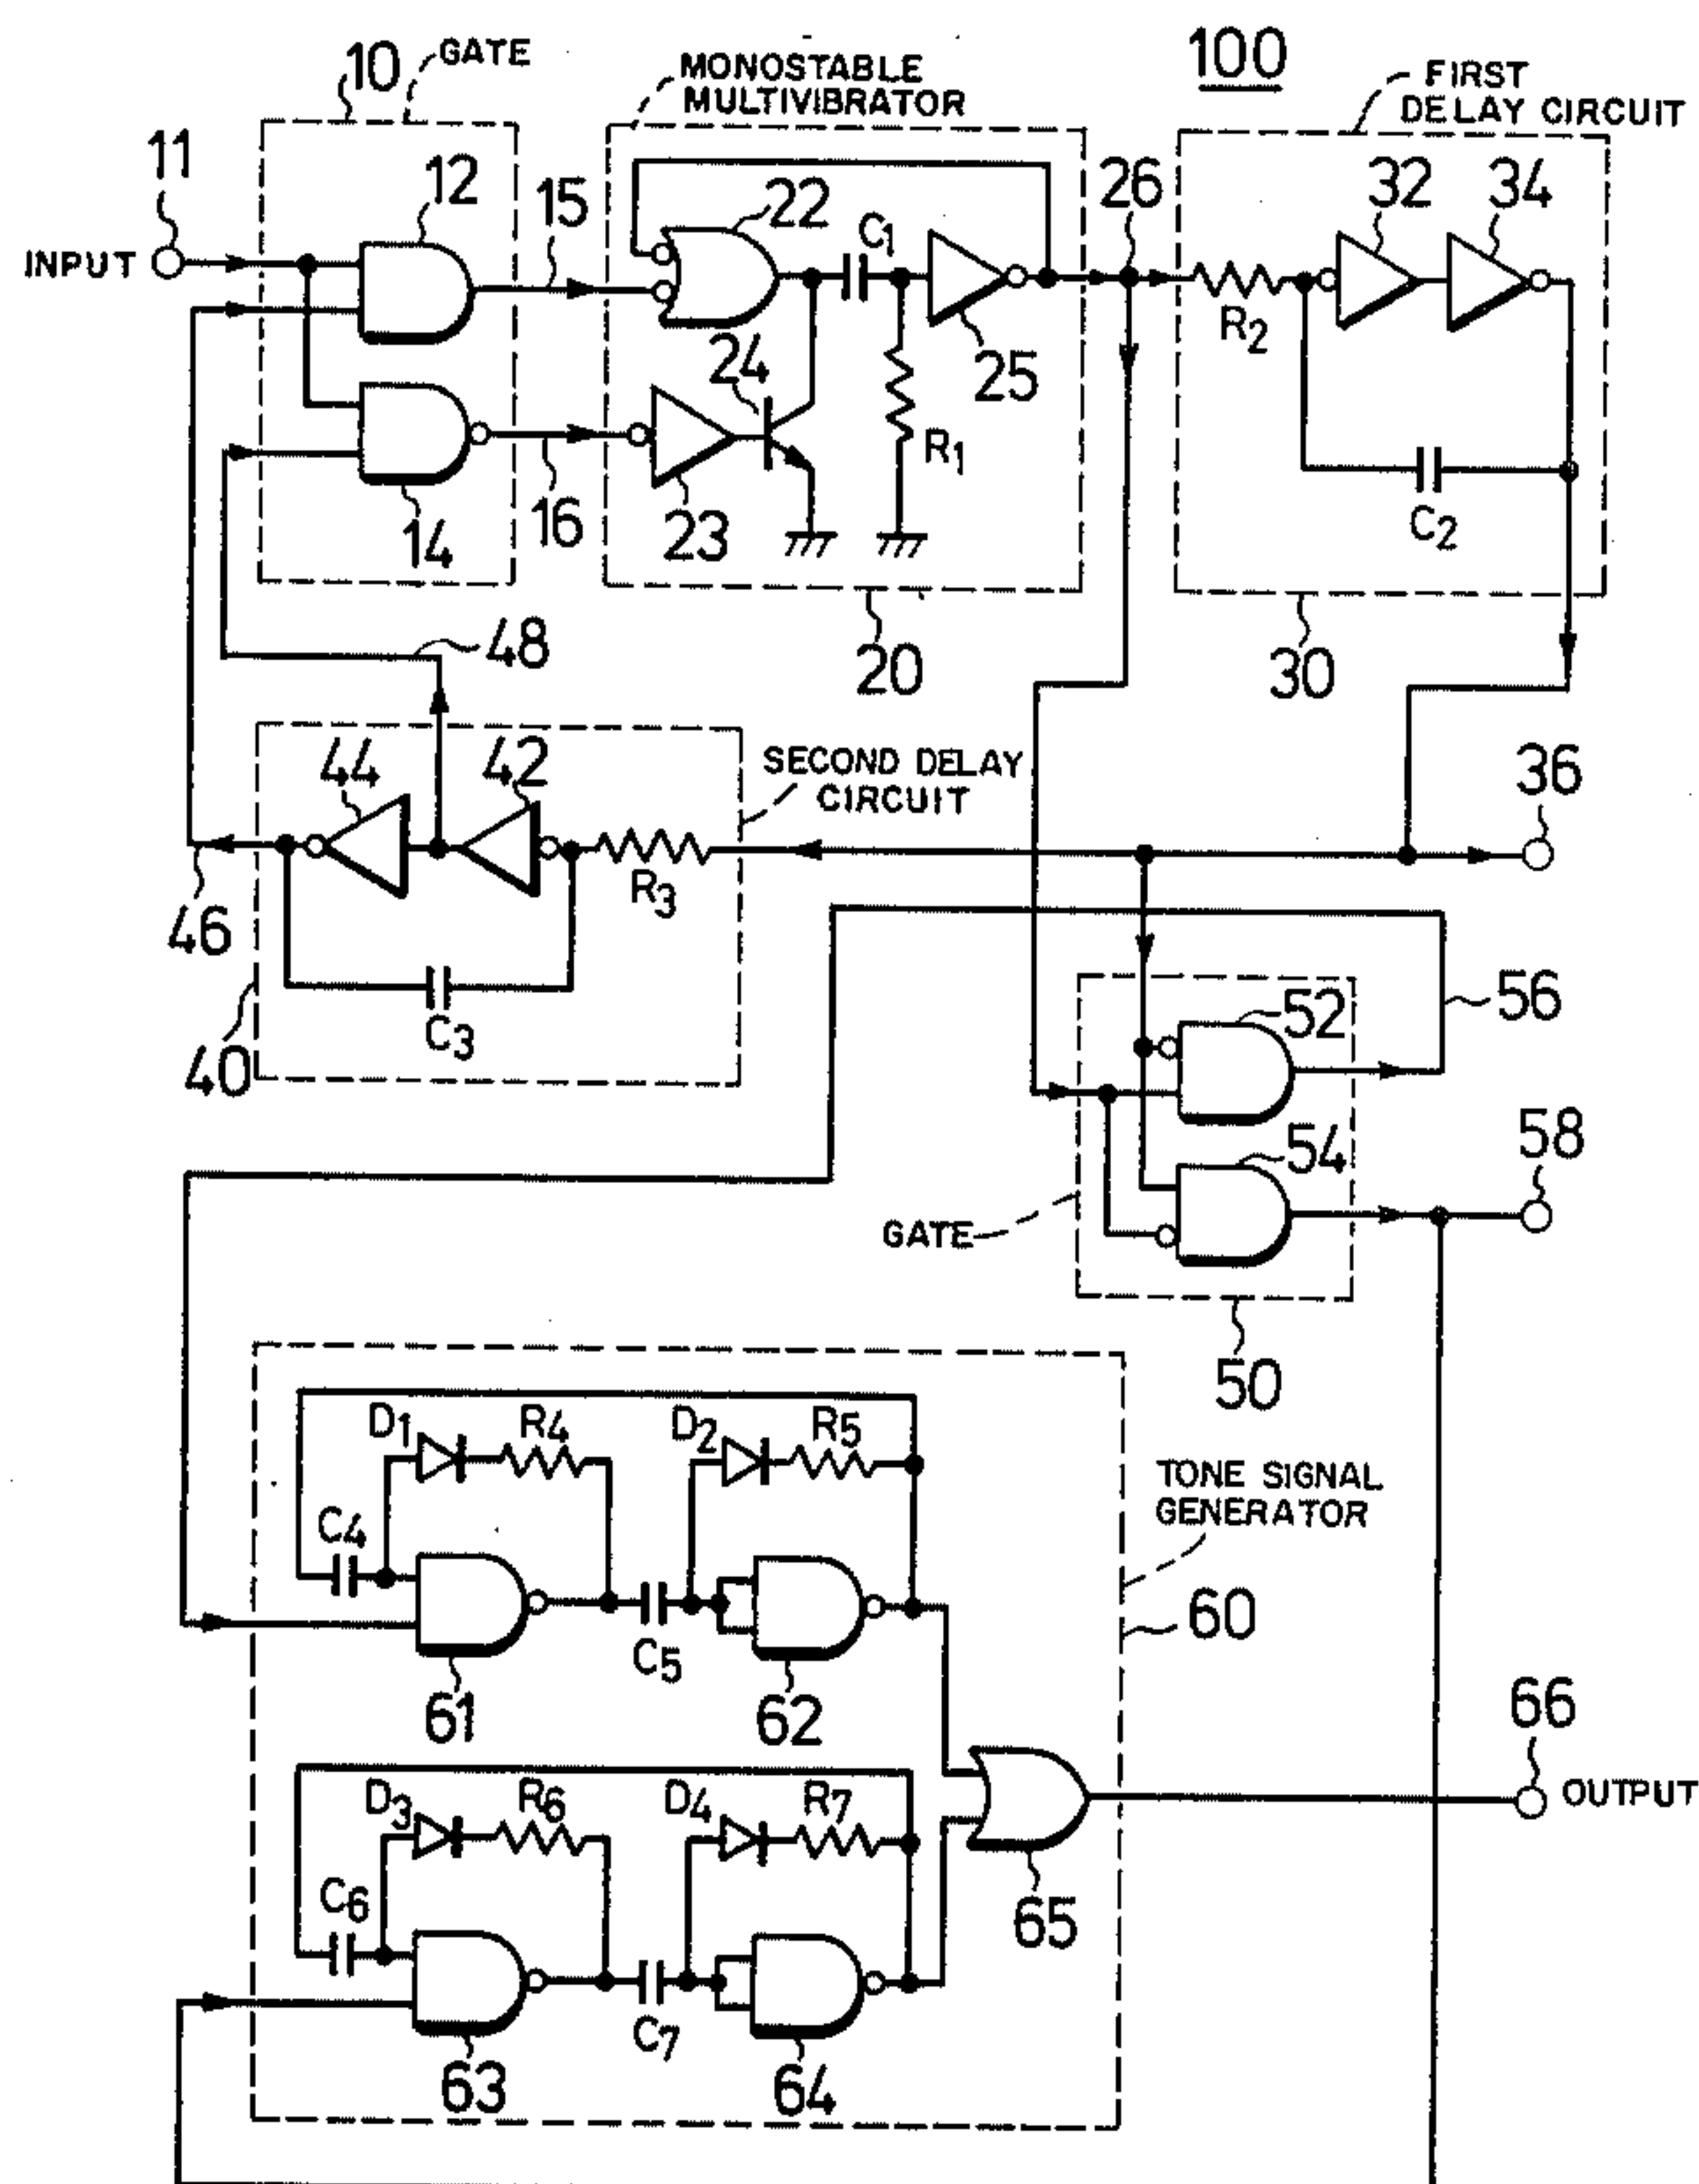 100
10
GATE
MONOSTABLE
MULTIVIBRATOR
FIRST
DELAY CIRCUIT
11
12
15
22
C1
26
32
34
INPUT
R2
24
25
R1
C2
14
16
23
48
20
30
44
42
SECOND DELAY
CIRCUIT
36
R3
46
C3
40
52
56
54
58
GATE
50
D1
R4
D2
R5
TONE SIGNAL
GENERATOR
C4
C5
60
61
62
66
OUTPUT
D3
R6
D4
R7
C6
65
C7
63
64